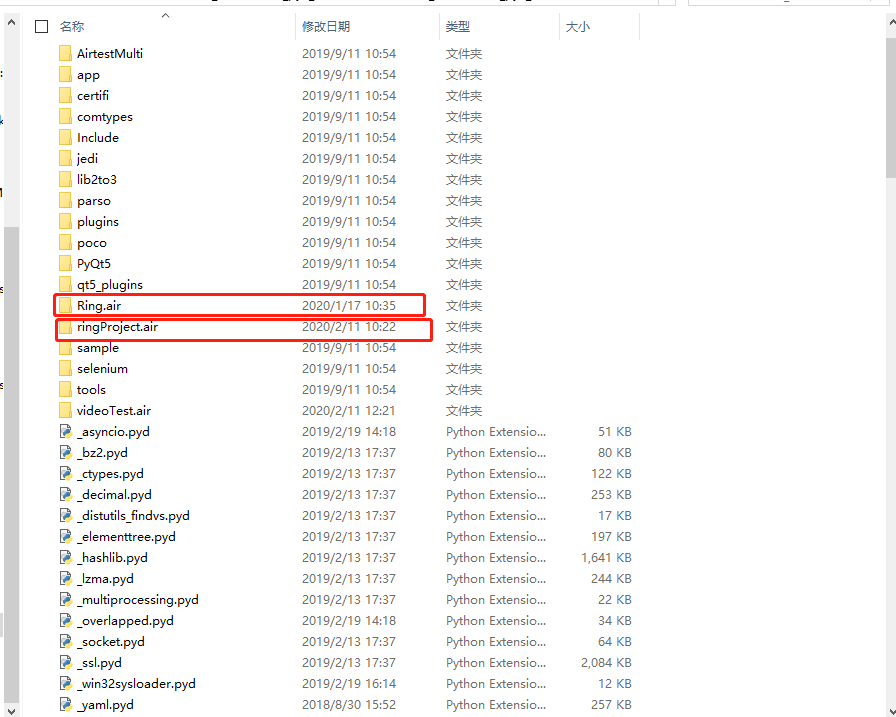 名称 修改日期 类型 大小
AirtestMulti 2019/9/11 10:54 文件夹
app 2019/9/11 10:54 文件夹
certifi 2019/9/11 10:54 文件夹
comtypes 2019/9/11 10:54 文件夹
Include 2019/9/11 10:54 文件夹
jedi 2019/9/11 10:54 文件夹
lib2to3 2019/9/11 10:54 文件夹
parso 2019/9/11 10:54 文件夹
plugins 2019/9/11 10:54 文件夹
poco 2019/9/11 10:54 文件夹
PyQt5 2019/9/11 10:54 文件夹
qt5_plugins 2019/9/11 10:54 文件夹
Ring.air 2020/1/17 10:35 文件夹
ringProject.air 2020/2/11 10:22 文件夹
sample 2019/9/11 10:54 文件夹
selenium 2019/9/11 10:54 文件夹
tools 2019/9/11 10:54 文件夹
videoTest.air 2020/2/11 12:21 文件夹
_asyncio.pyd 2019/2/19 14:18 Python Extensio... 51 KB
_bz2.pyd 2019/2/13 17:37 Python Extensio... 80 KB
_ctypes.pyd 2019/2/13 17:37 Python Extensio... 122 KB
_decimal.pyd 2019/2/13 17:37 Python Extensio... 253 KB
_distutils_findvs.pyd 2019/2/13 17:37 Python Extensio... 17 KB
_elementtree.pyd 2019/2/13 17:37 Python Extensio... 197 KB
_hashlib.pyd 2019/2/13 17:37 Python Extensio... 1,641 KB
_lzma.pyd 2019/2/13 17:37 Python Extensio... 244 KB
_multiprocessing.pyd 2019/2/13 17:37 Python Extensio... 22 KB
_overlapped.pyd 2019/2/19 14:18 Python Extensio... 34 KB
_socket.pyd 2019/2/13 17:37 Python Extensio... 64 KB
_ssl.pyd 2019/2/13 17:37 Python Extensio... 2,084 KB
_win32sysloader.pyd 2019/2/19 16:14 Python Extensio... 12 KB
_yaml.pyd 2018/8/30 15:52 Python Extensio... 257 KB